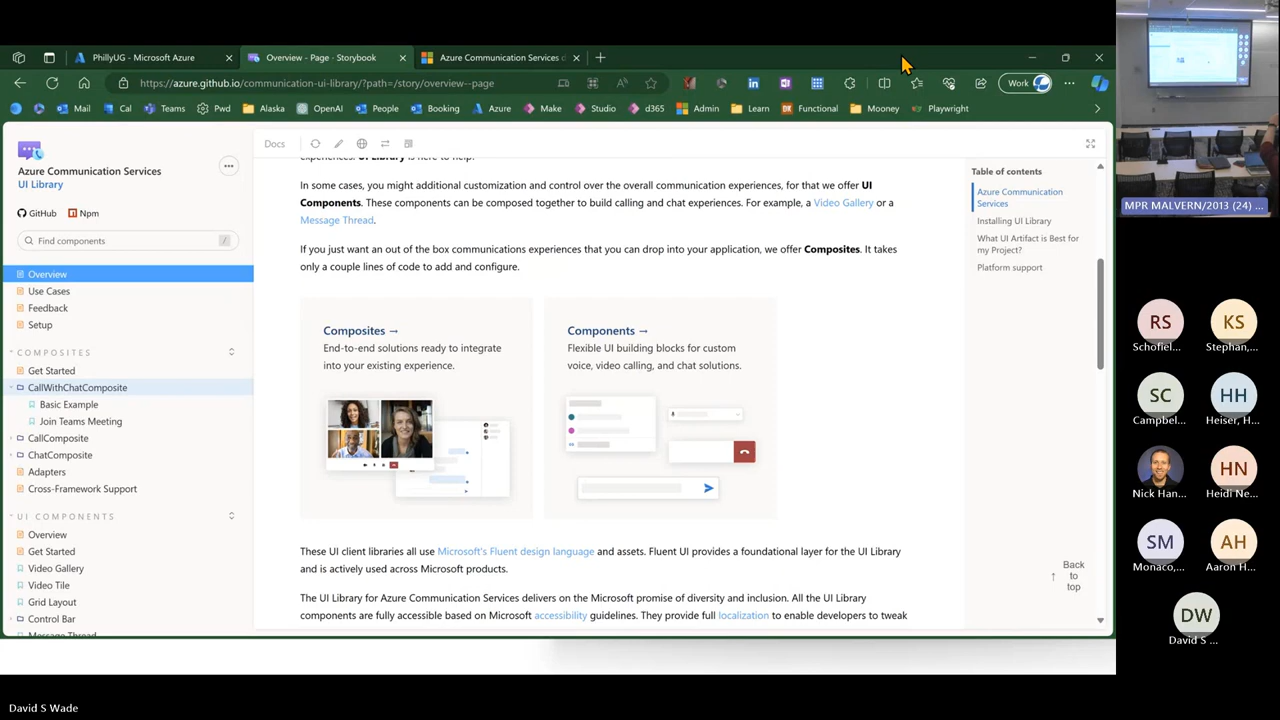 PhillyUG - Microsoft Azure
Overview - Page · Storybook
Azure Communication Services
https://azure.github.io/communication-ui-library/?path=/story/overview--page
Work
Mail
Cal
Teams
Pwd
Alaska
OpenAI
People
Booking
Azure
Make
Studio
d365
Admin
Learn
Functional
Mooney
Playwright
Azure Communication Services
UI Library
GitHub
Npm
Find components
/
Overview
Use Cases
Feedback
Setup
COMPOSITES
Get Started
CallWithChatComposite
Basic Example
Join Teams Meeting
CallComposite
ChatComposite
Adapters
Cross-Framework Support
UI COMPONENTS
Overview
Get Started
Video Gallery
Video Tile
Grid Layout
Control Bar
Message Thread
Docs
experiences. UI Library is here to help!
In some cases, you might additional customization and control over the overall communication experiences, for that we offer UI
Components. These components can be composed together to build calling and chat experiences. For example, a Video Gallery or a
Message Thread.
If you just want an out of the box communications experiences that you can drop into your application, we offer Composites. It takes
only a couple lines of code to add and configure.
Composites →
End-to-end solutions ready to integrate
into your existing experience.
Components →
Flexible UI building blocks for custom
voice, video calling, and chat solutions.
These UI client libraries all use Microsoft's Fluent design language and assets. Fluent UI provides a foundational layer for the UI Library
and is actively used across Microsoft products.
The UI Library for Azure Communication Services delivers on the Microsoft promise of diversity and inclusion. All the UI Library
components are fully accessible based on Microsoft accessibility guidelines. They provide full localization to enable developers to tweak
Table of contents
Azure Communication
Services
Installing UI Library
What UI Artifact is Best for
my Project?
Platform support
↑ Back
to
top
MPR MALVERN/2013 (24) ...
RS
Schofiel...
KS
Stephan,...
SC
Campbel...
HH
Heiser, H...
Nick Han...
HN
Heidi Ne...
SM
Monaco,...
AH
Aaron H...
DW
David S ...
David S Wade